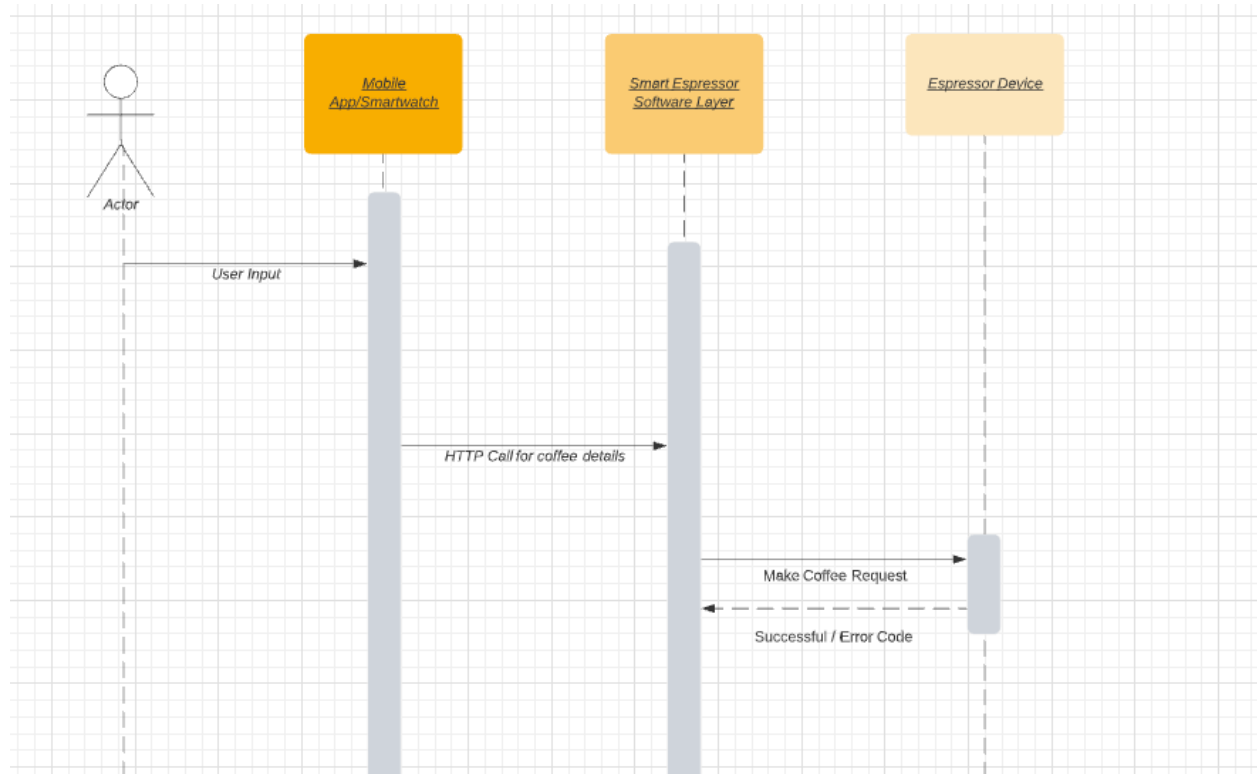 Mobile
App/Smartwatch
Smart Espressor
Software Layer
Espressor Device
Actor
User Input
HTTP Call for coffee details
Make Coffee Request
Successful / Error Code